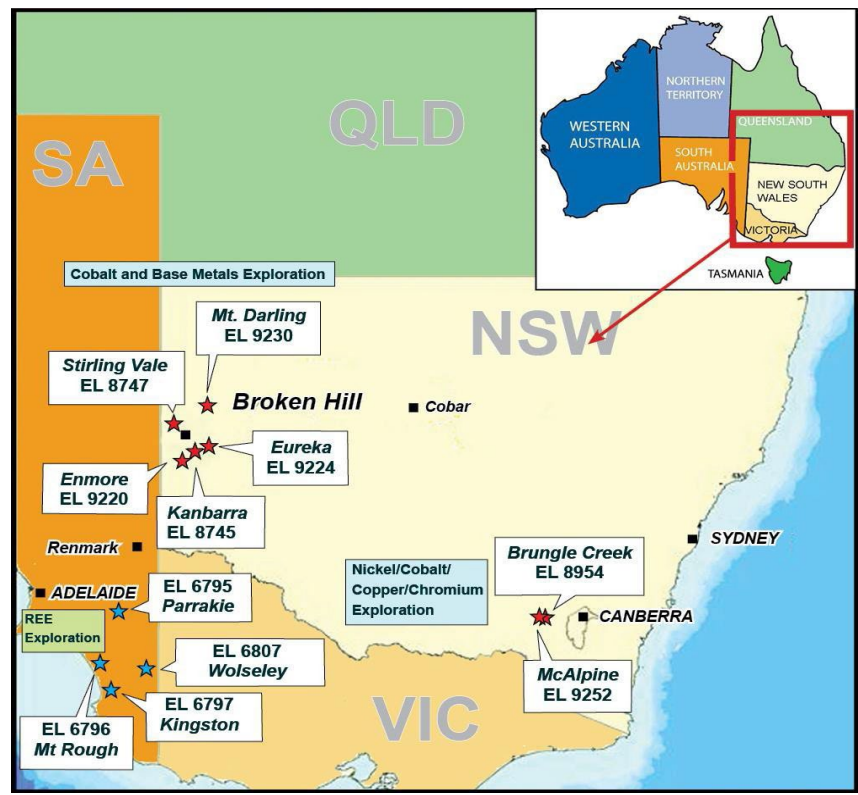 QLD
SA
NORTHERN
TERRITORY
WESTERN
AUSTRALIA
QUEENSLAND
SOUTH
AUSTRALIA
NEW SOUTH
WALES
VICTORIA
TASMANIA
Cobalt and Base Metals Exploration
NSW
Mt. Darling
EL 9230
Stirling Vale
EL 8747
Broken Hill
Cobar
Eureka
EL 9224
Enmore
EL 9220
Kanbarra
EL 8745
Renmark
SYDNEY
Brungle Creek
EL 8954
Nickel/Cobalt/
Copper/Chromium
Exploration
ADELAIDE
EL 6795
Parrakie
REE
Exploration
CANBERRA
EL 6807
Wolseley
McAlpine
EL 9252
EL 6797
Kingston
EL 6796
Mt Rough
VIC